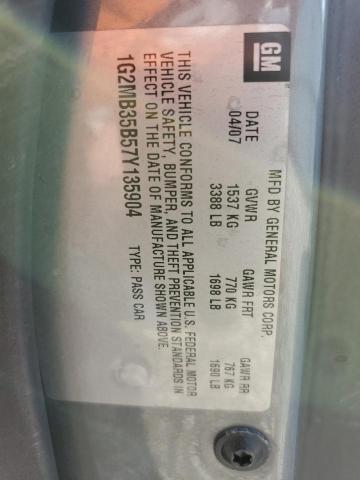 GM
MFD BY GENERAL MOTORS CORP.
DATE GVWR GAWR FRT GAWR RR
04/07 1537 KG 770 KG 767 KG
3388 LB 1698 LB 1690 LB
THIS VEHICLE CONFORMS TO ALL APPLICABLE U.S. FEDERAL MOTOR
VEHICLE SAFETY, BUMPER, AND THEFT PREVENTION STANDARDS IN
EFFECT ON THE DATE OF MANUFACTURE SHOWN ABOVE.
1G2MB35B57Y135904 TYPE: PASS CAR